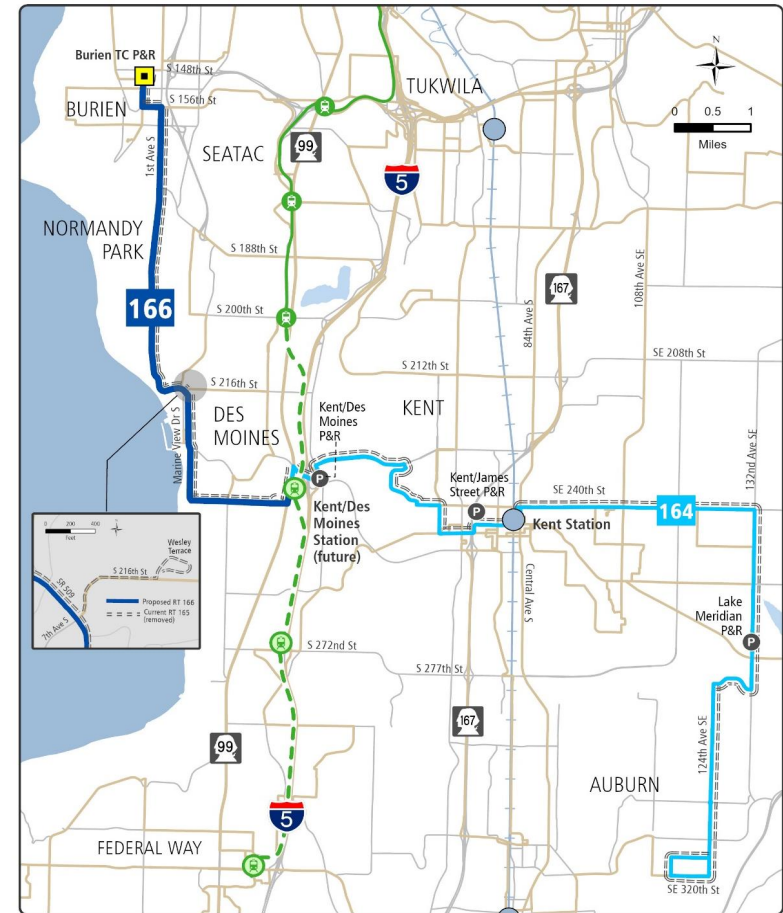 Burien TC P&R
S 148th St
S 156th St
BURIEN
TUKWILA
N
0 0.5 1
Miles
1st Ave S
SEATAC
99
5
NORMANDY
PARK
S 188th St
167
108th Ave SE
166
S 200th St
84th Ave S
SE 208th St
S 212th St
S 216th St
Kent/Des
Moines
P&R
KENT
DES
MOINES
Marine View Dr S
132nd Ave SE
P
Kent/James
Street P&R
SE 240th St
P
164
Kent/Des
Moines
Station
(future)
Kent Station
0 200 400
Feet
Wesley
Terrace
S 216th St
SR 509
7th Ave S
Proposed RT 166
Current RT 165
(removed)
Central Ave S
Lake
Meridian
P&R
P
S 272nd St
S 277th St
99
167
124th Ave SE
AUBURN
5
FEDERAL WAY
SE 320th St